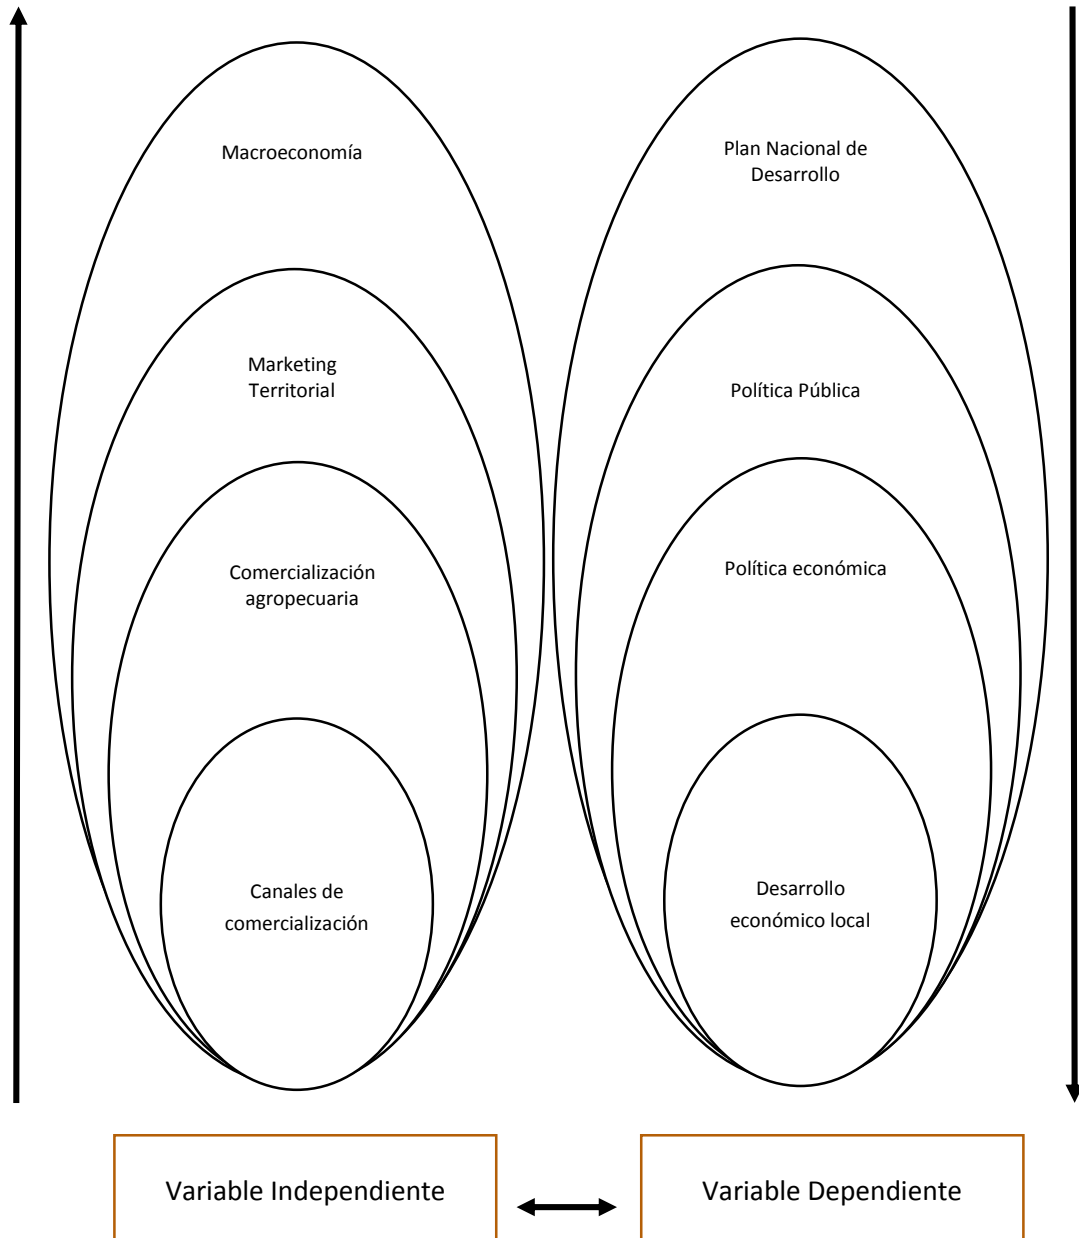 Macroeconomía
Marketing
Territorial
Comercialización
agropecuaria
Canales de
comercialización
Plan Nacional de
Desarrollo
Política Pública
Política económica
Desarrollo
económico local
Variable Independiente
Variable Dependiente